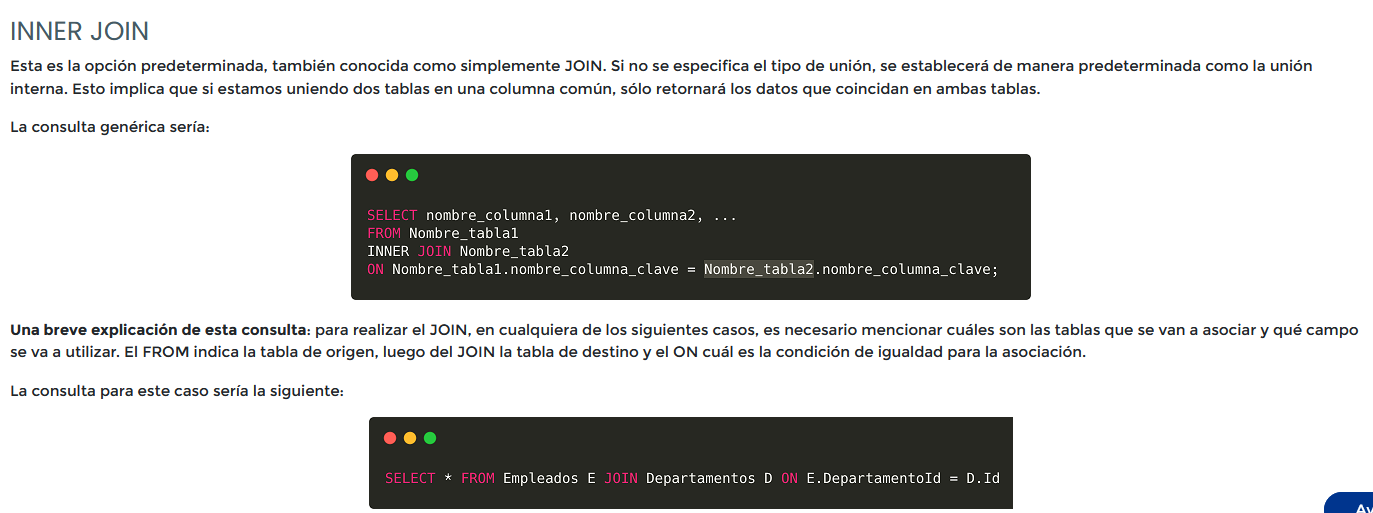 INNER JOIN
Esta es la opción predeterminada, también conocida como simplemente JOIN. Si no se especifica el tipo de unión, se establecerá de manera predeterminada como la unión
interna. Esto implica que si estamos uniendo dos tablas en una columna común, sólo retornará los datos que coincidan en ambas tablas.
La consulta genérica sería:
SELECT nombre_columna1, nombre_columna2, ...
FROM Nombre_tabla1
INNER JOIN Nombre_tabla2
ON Nombre_tabla1.nombre_columna_clave = Nombre_tabla2.nombre_columna_clave;
Una breve explicación de esta consulta: para realizar el JOIN, en cualquiera de los siguientes casos, es necesario mencionar cuáles son las tablas que se van a asociar y qué campo
se va a utilizar. El FROM indica la tabla de origen, luego del JOIN la tabla de destino y el ON cuál es la condición de igualdad para la asociación.
La consulta para este caso sería la siguiente:
SELECT * FROM Empleados E JOIN Departamentos D ON E.DepartamentoId = D.Id